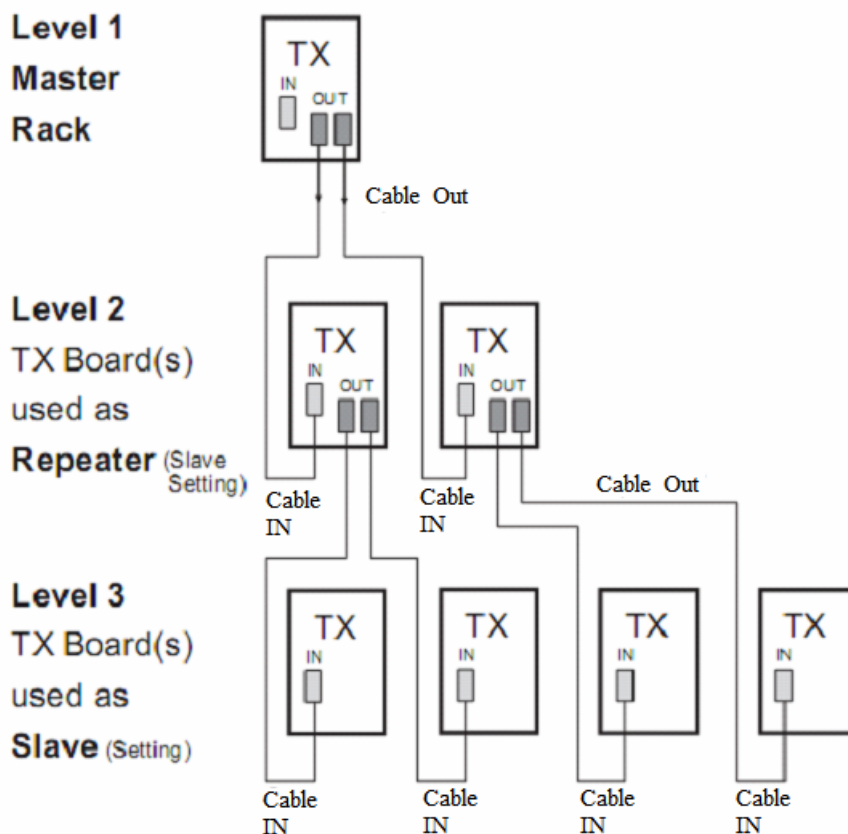 Level 1
Master
Rack
TX
IN
OUT
Cable Out
Level 2
TX Board(s)
used as
Repeater (Slave
Setting)
TX
IN
OUT
Cable
IN
TX
IN
OUT
Cable
IN
Cable Out
Level 3
TX Board(s)
used as
Slave (Setting)
TX
IN
Cable
IN
TX
IN
Cable
IN
TX
IN
Cable
IN
TX
IN
Cable
IN